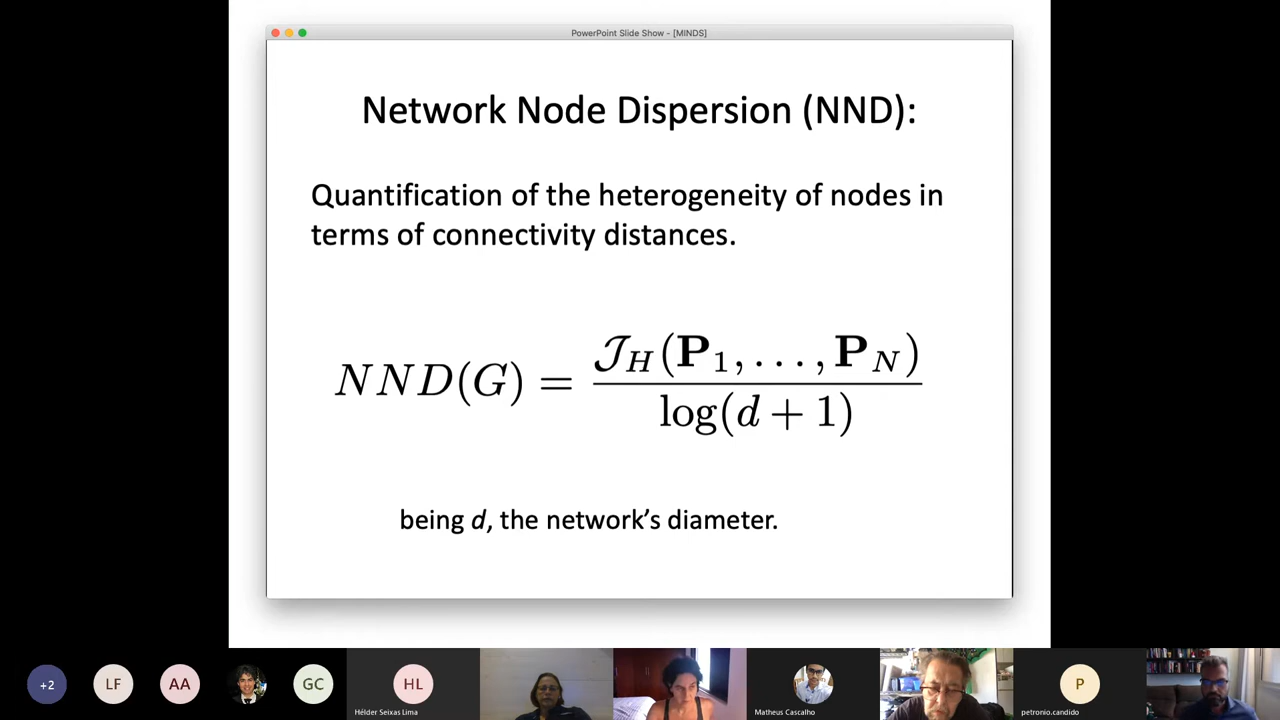 PowerPoint Slide Show - [MINDS]
Network Node Dispersion (NND):
Quantification of the heterogeneity of nodes in
terms of connectivity distances.
NND(G) = 𝒥_H(P_1, . . . , P_N) / log(d + 1)
being d, the network's diameter.
+2
LF
AA
GC
HL
Hélder Seixas Lima
Matheus Cascalho
P
petronio.candido